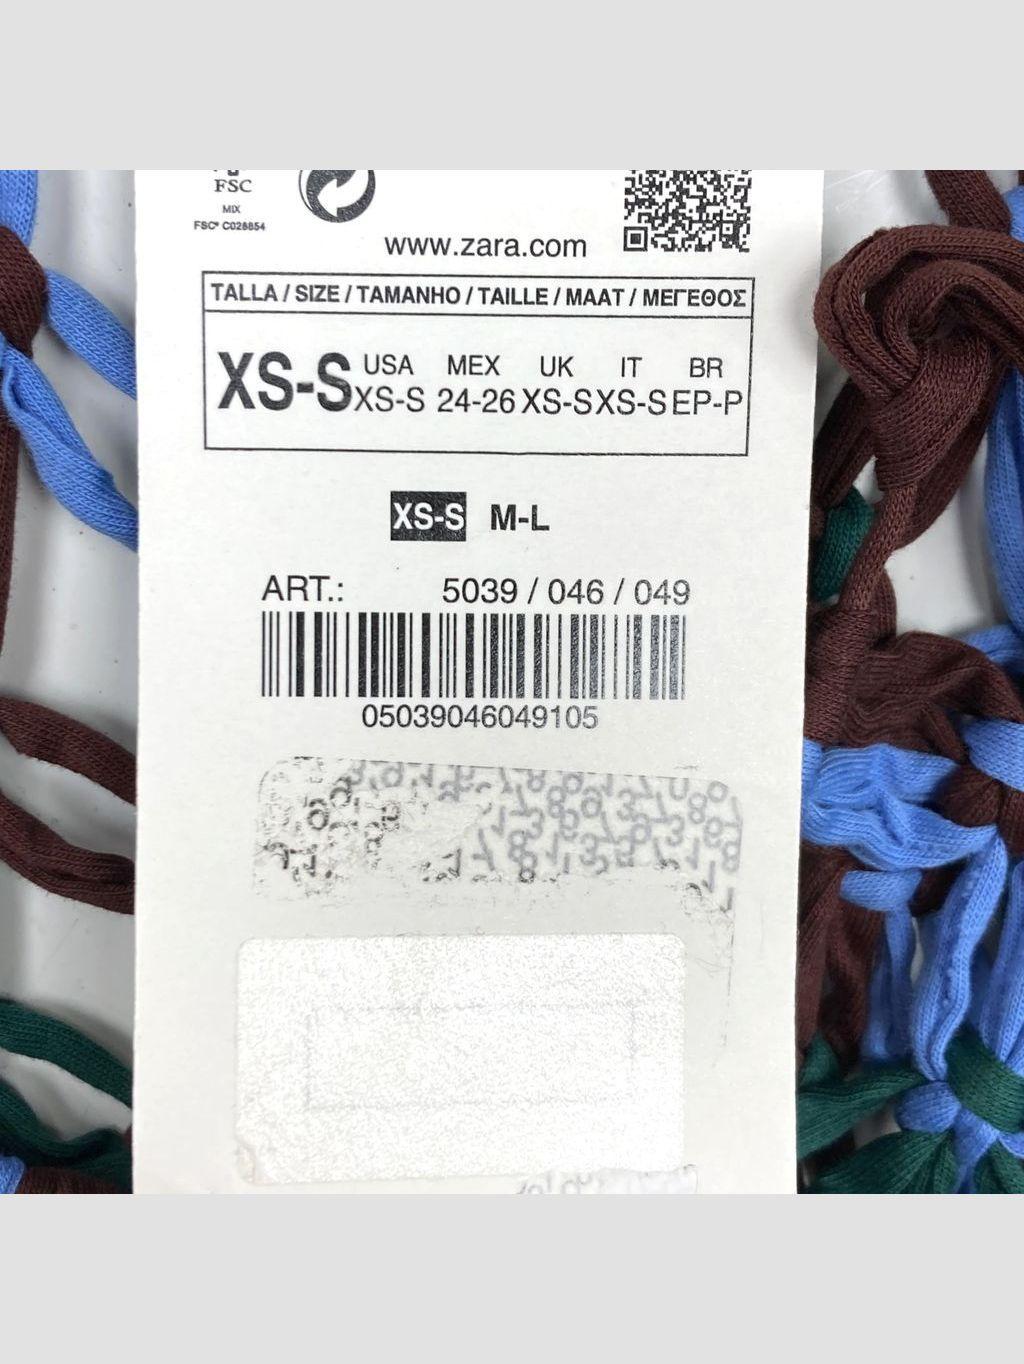 FSC
MIX
FSC® C028854
www.zara.com
TALLA / SIZE / TAMANHO / TAILLE / MAAT / ΜΕΓΕΘΟΣ
XS-S
USA MEX UK IT BR
XS-S 24-26 XS-S XS-S EP-P
XS-S M-L
ART.: 5039 / 046 / 049
05039046049105